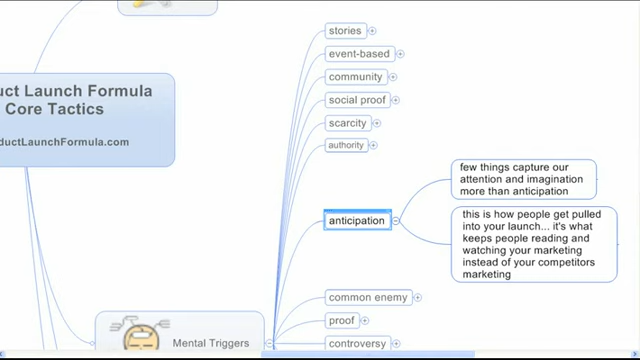 stories
event-based
community
social proof
scarcity
authority
uct Launch Formula
Core Tactics
oductLaunchFormula.com
few things capture our
attention and imagination
more than anticipation
anticipation
this is how people get pulled
into your launch... it's what
keeps people reading and
watching your marketing
instead of your competitors
marketing
common enemy
proof
Mental Triggers
controversy